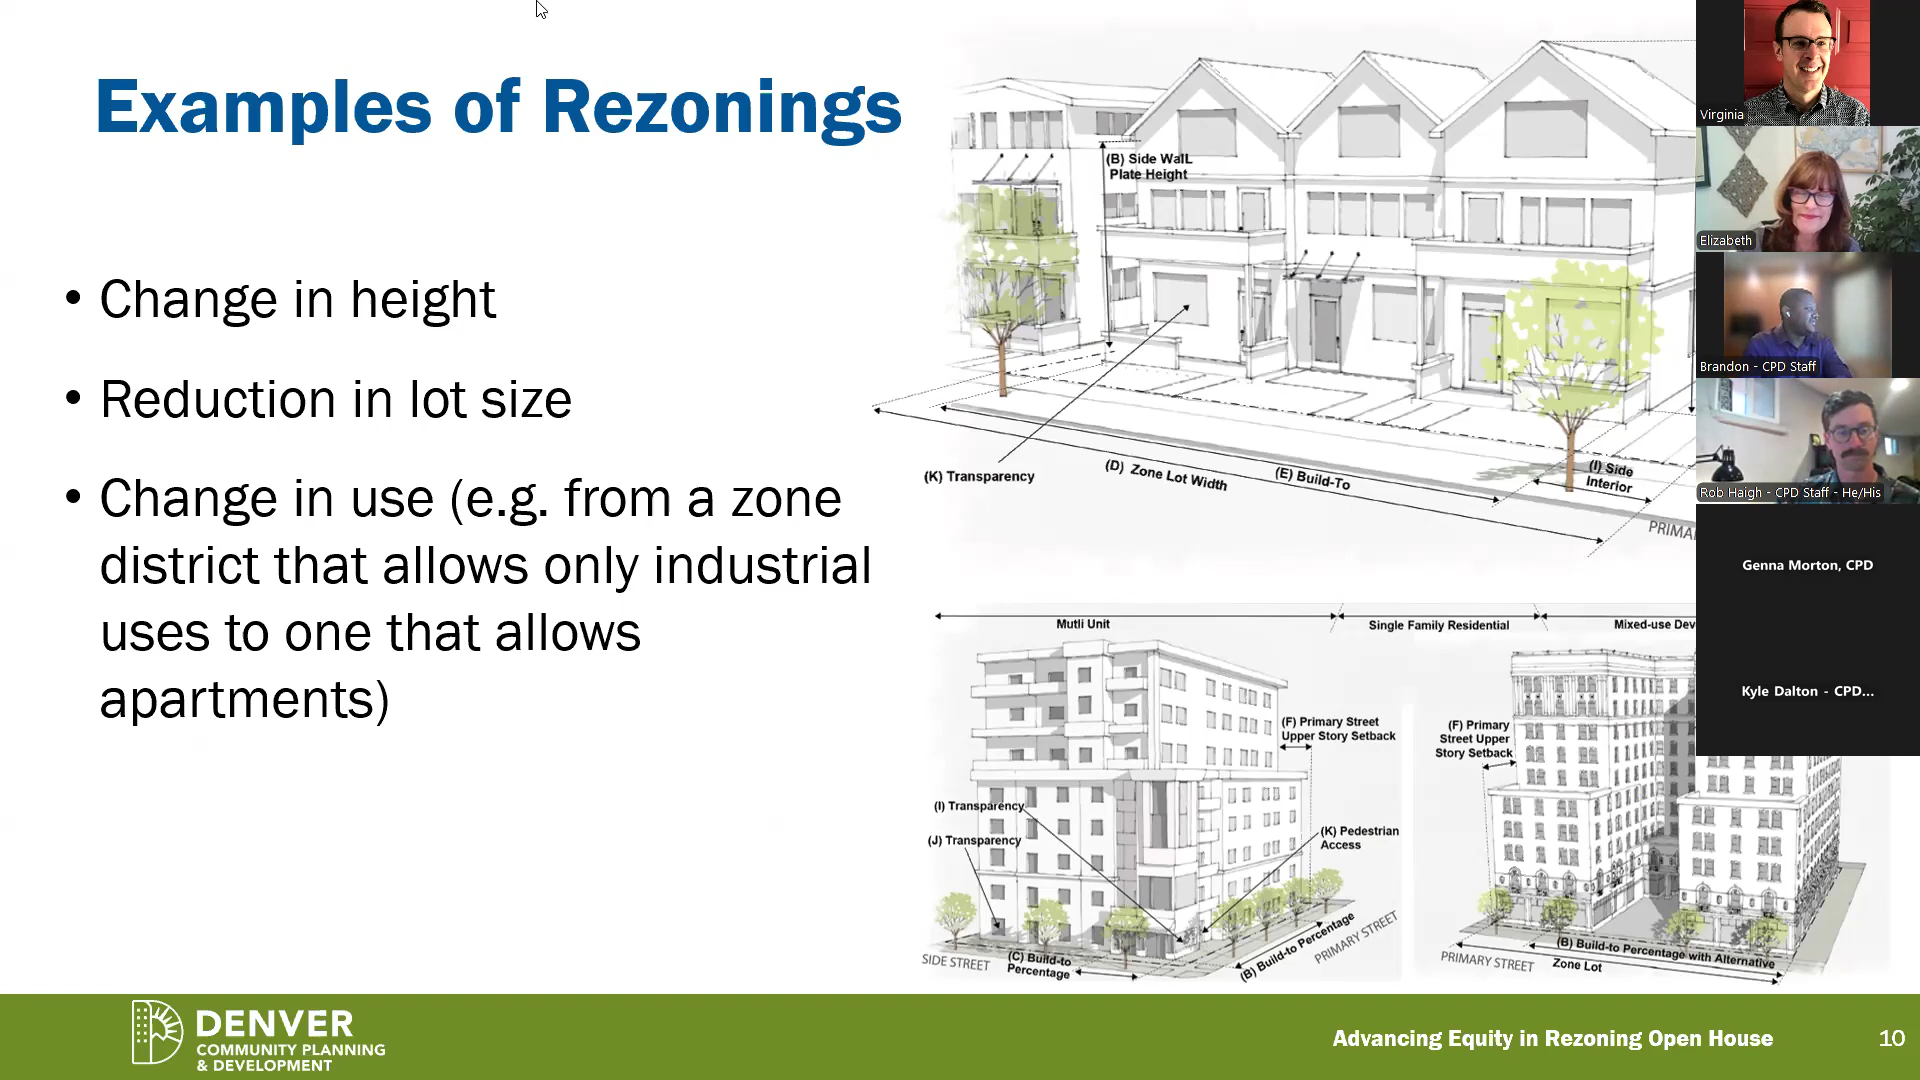 Examples of Rezonings
• Change in height
• Reduction in lot size
• Change in use (e.g. from a zone
district that allows only industrial
uses to one that allows
apartments)
(B) Side Wall
Plate Height
(K) Transparency
(D) Zone Lot Width
(E) Build-To
(I) Side
Interior
PRIMA
Mutli Unit
Single Family Residential
Mixed-use Dev
(F) Primary Street
Upper Story Setback
(I) Transparency
(J) Transparency
(K) Pedestrian
Access
SIDE STREET
(C) Build-to
Percentage
(B) Build-to Percentage
PRIMARY STREET
(F) Primary
Street Upper
Story Setback
(B) Build-to Percentage with Alternative
PRIMARY STREET
Zone Lot
Virginia
Elizabeth
Brandon - CPD Staff
Rob Haigh - CPD Staff - He/His
Genna Morton, CPD
Kyle Dalton - CPD...
DENVER
COMMUNITY PLANNING
& DEVELOPMENT
Advancing Equity in Rezoning Open House
10